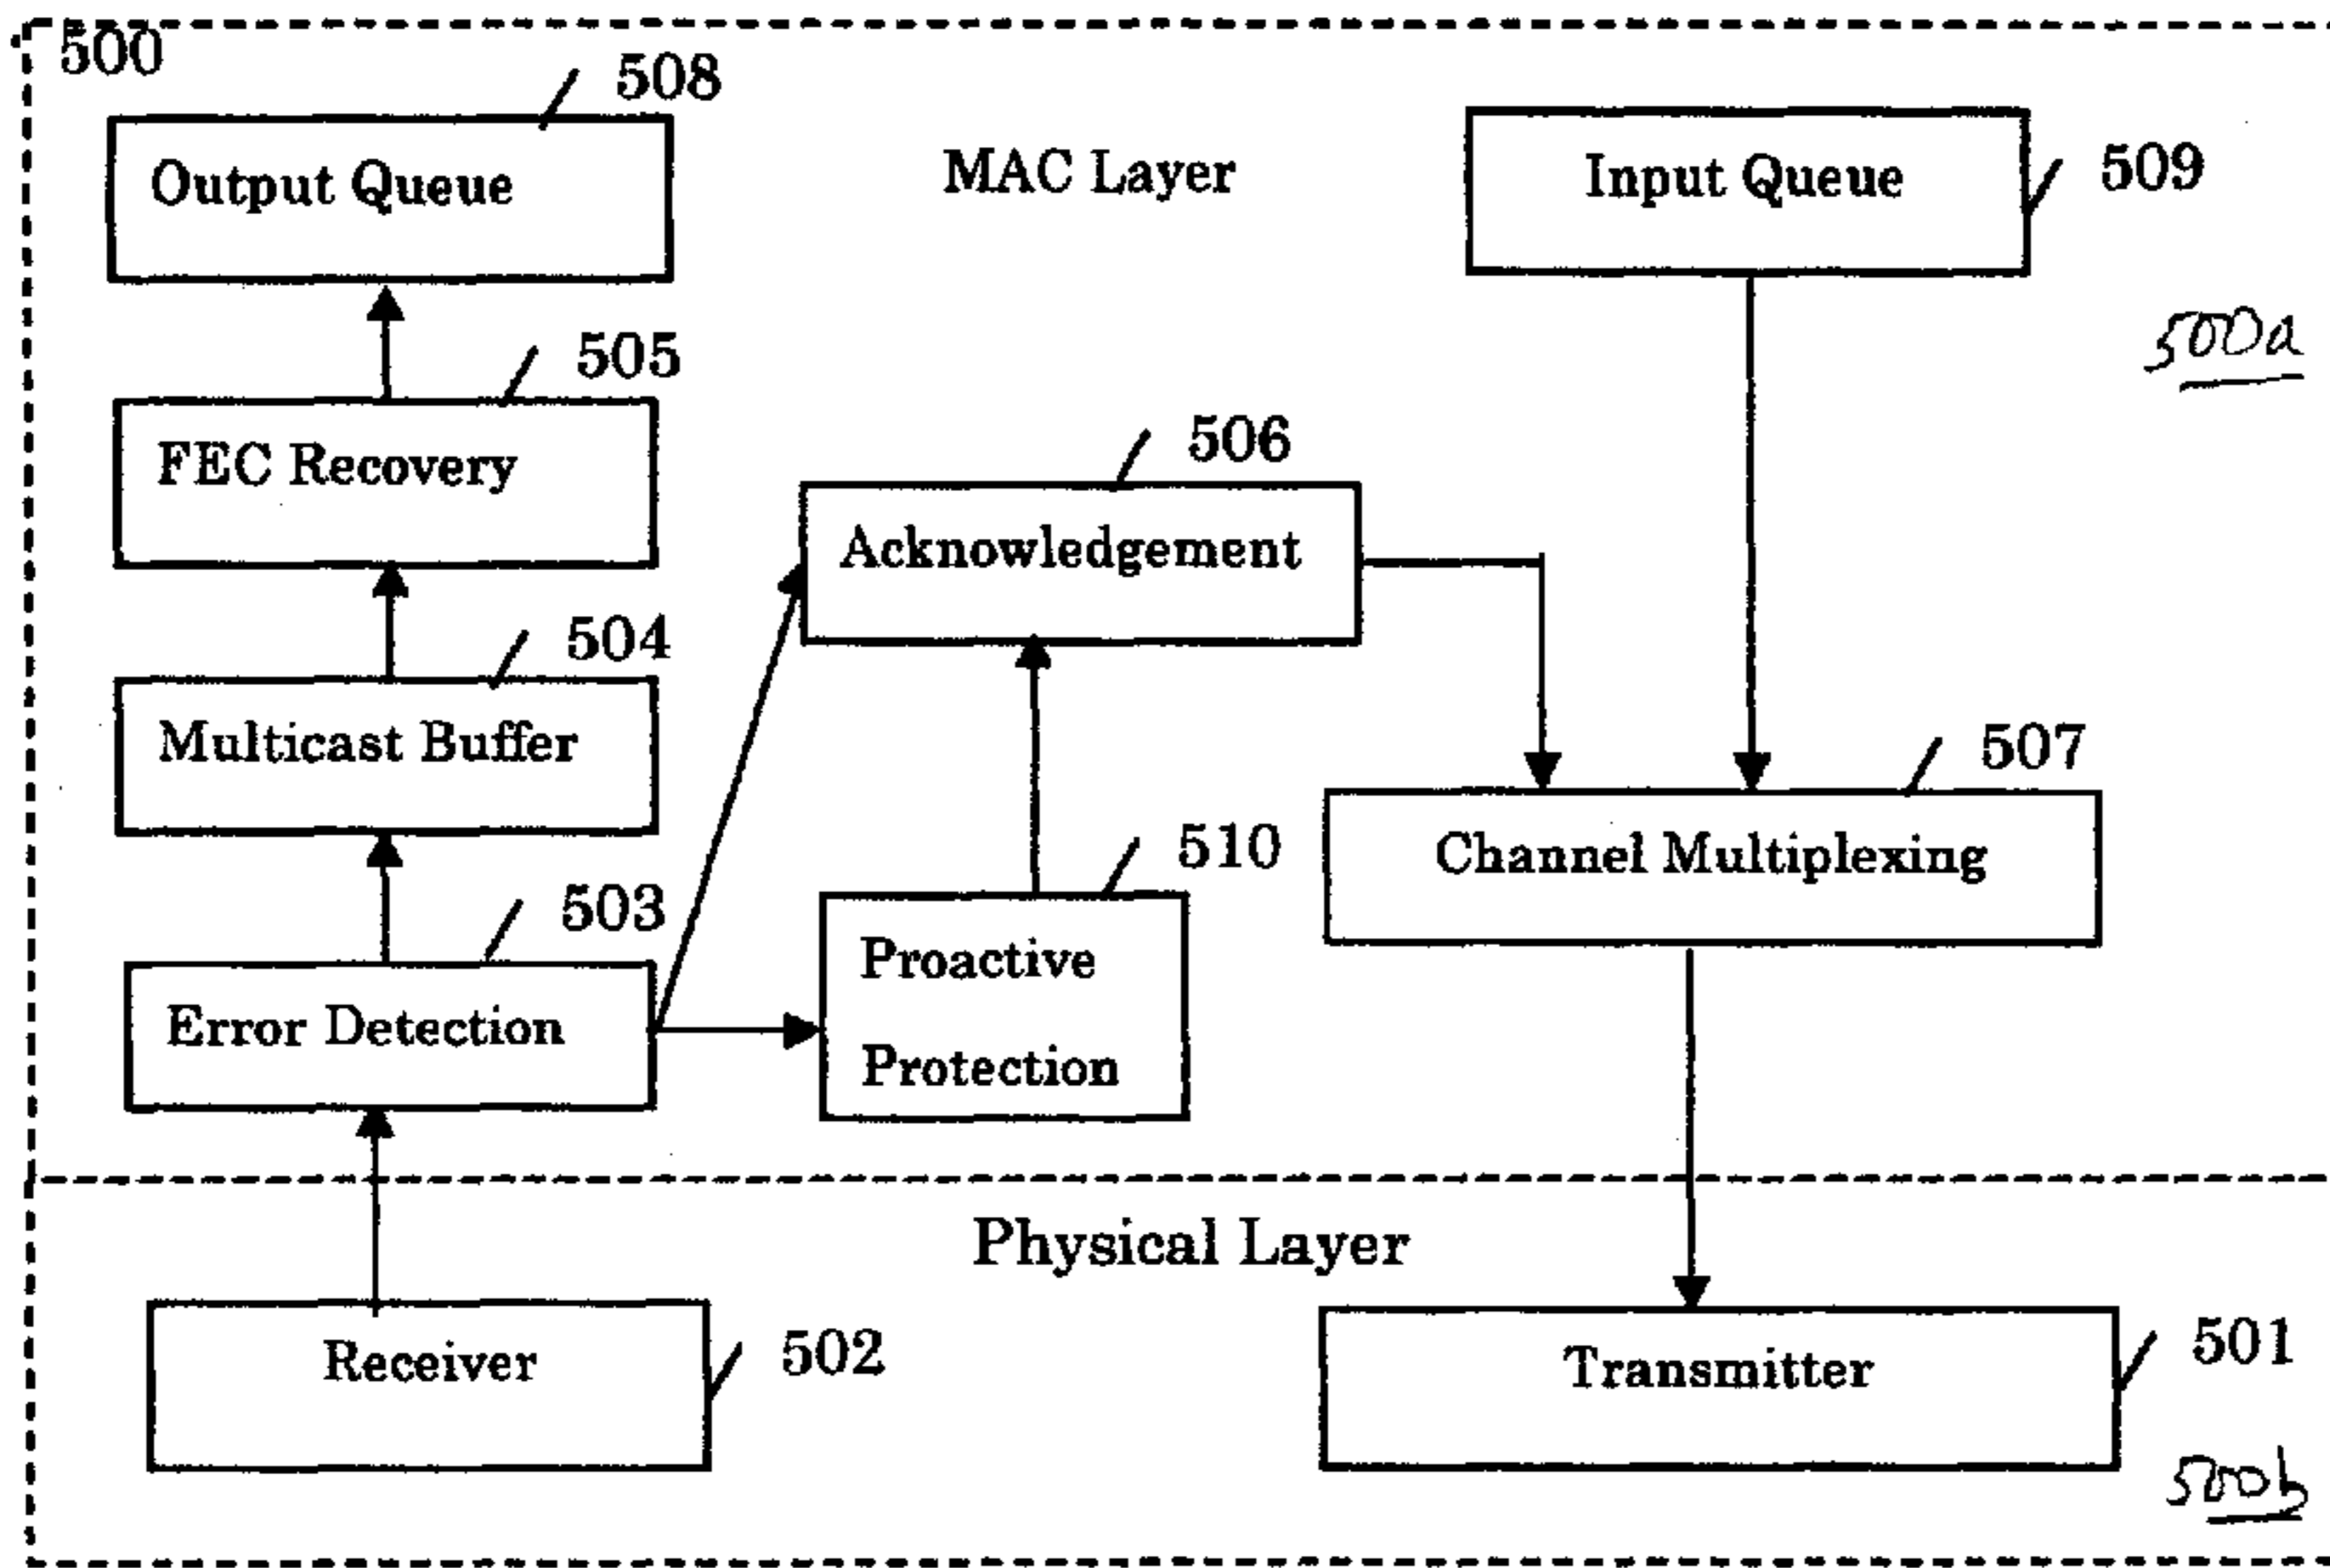 500
508
Output Queue
MAC Layer
Input Queue
509
500a
505
FEC Recovery
506
Acknowledgement
504
Multicast Buffer
507
Channel Multiplexing
510
Proactive
Protection
503
Error Detection
Physical Layer
Receiver
502
Transmitter
501
500b